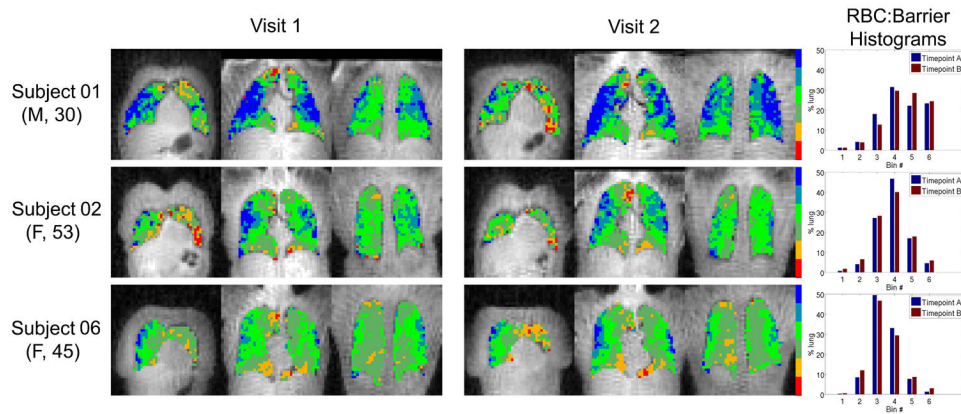 Visit 1
Visit 2
RBC:Barrier
Histograms
Subject 01
(M, 30)
50
40
30
20
10
0
% lung
1 2 3 4 5 6
Bin #
Timepoint A
Timepoint B
Subject 02
(F, 53)
50
40
30
20
10
0
% lung
1 2 3 4 5 6
Bin #
Timepoint A
Timepoint B
Subject 06
(F, 45)
50
40
30
20
10
0
% lung
1 2 3 4 5 6
Bin #
Timepoint A
Timepoint B